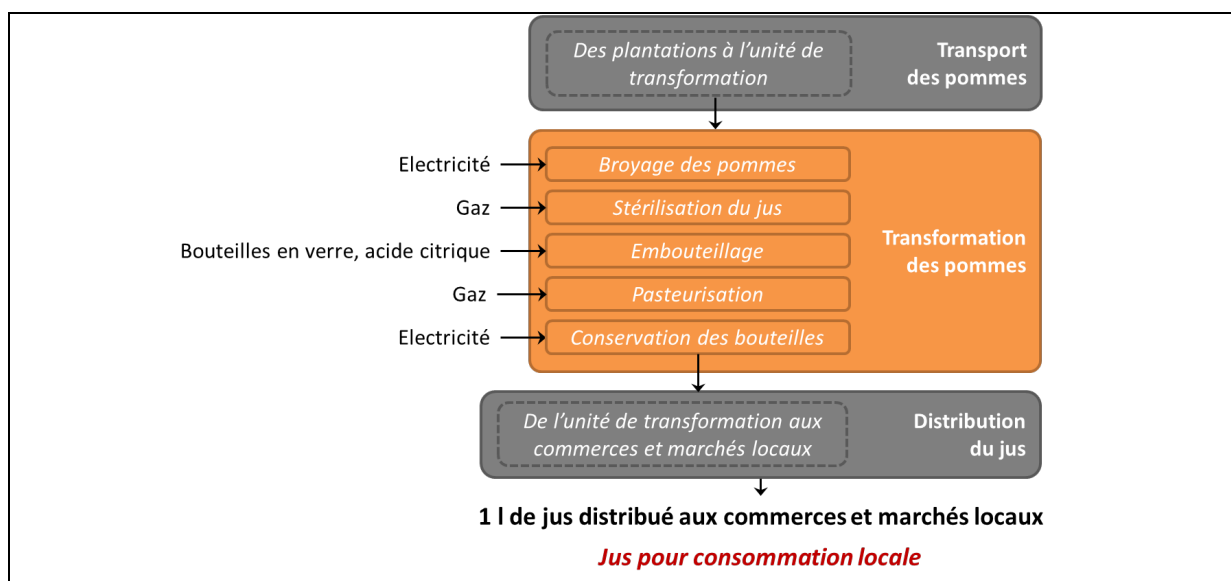 Des plantations à l'unité de
transformation
Transport
des pommes
Electricité
Broyage des pommes
Gaz
Stérilisation du jus
Bouteilles en verre, acide citrique
Embouteillage
Transformation
des pommes
Gaz
Pasteurisation
Electricité
Conservation des bouteilles
De l'unité de transformation aux
commerces et marchés locaux
Distribution
du jus
1 l de jus distribué aux commerces et marchés locaux
Jus pour consommation locale